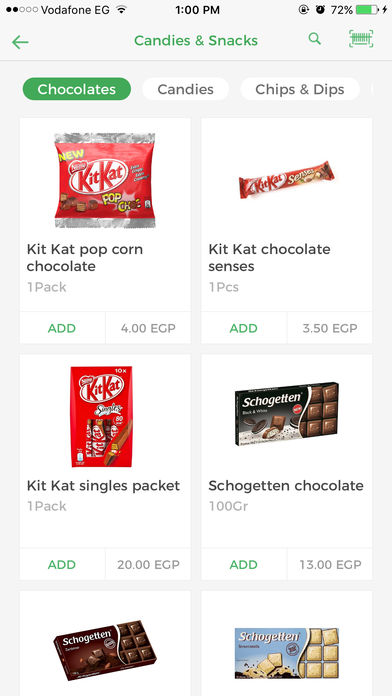 Vodafone EG 1:00 PM 72%
Candies & Snacks
Chocolates Candies Chips & Dips
NEW
Nestle
KitKat
POP
CHOC
KitKat Senses
Kit Kat pop corn
chocolate
1Pack
ADD 4.00 EGP
Kit Kat chocolate
senses
1Pcs
ADD 3.50 EGP
10x
Nestle
KitKat
Singles
80
Kit Kat singles packet
1Pack
ADD 20.00 EGP
Schogetten
Black & White
Schogetten chocolate
100Gr
ADD 13.00 EGP
Schogetten
Schogetten